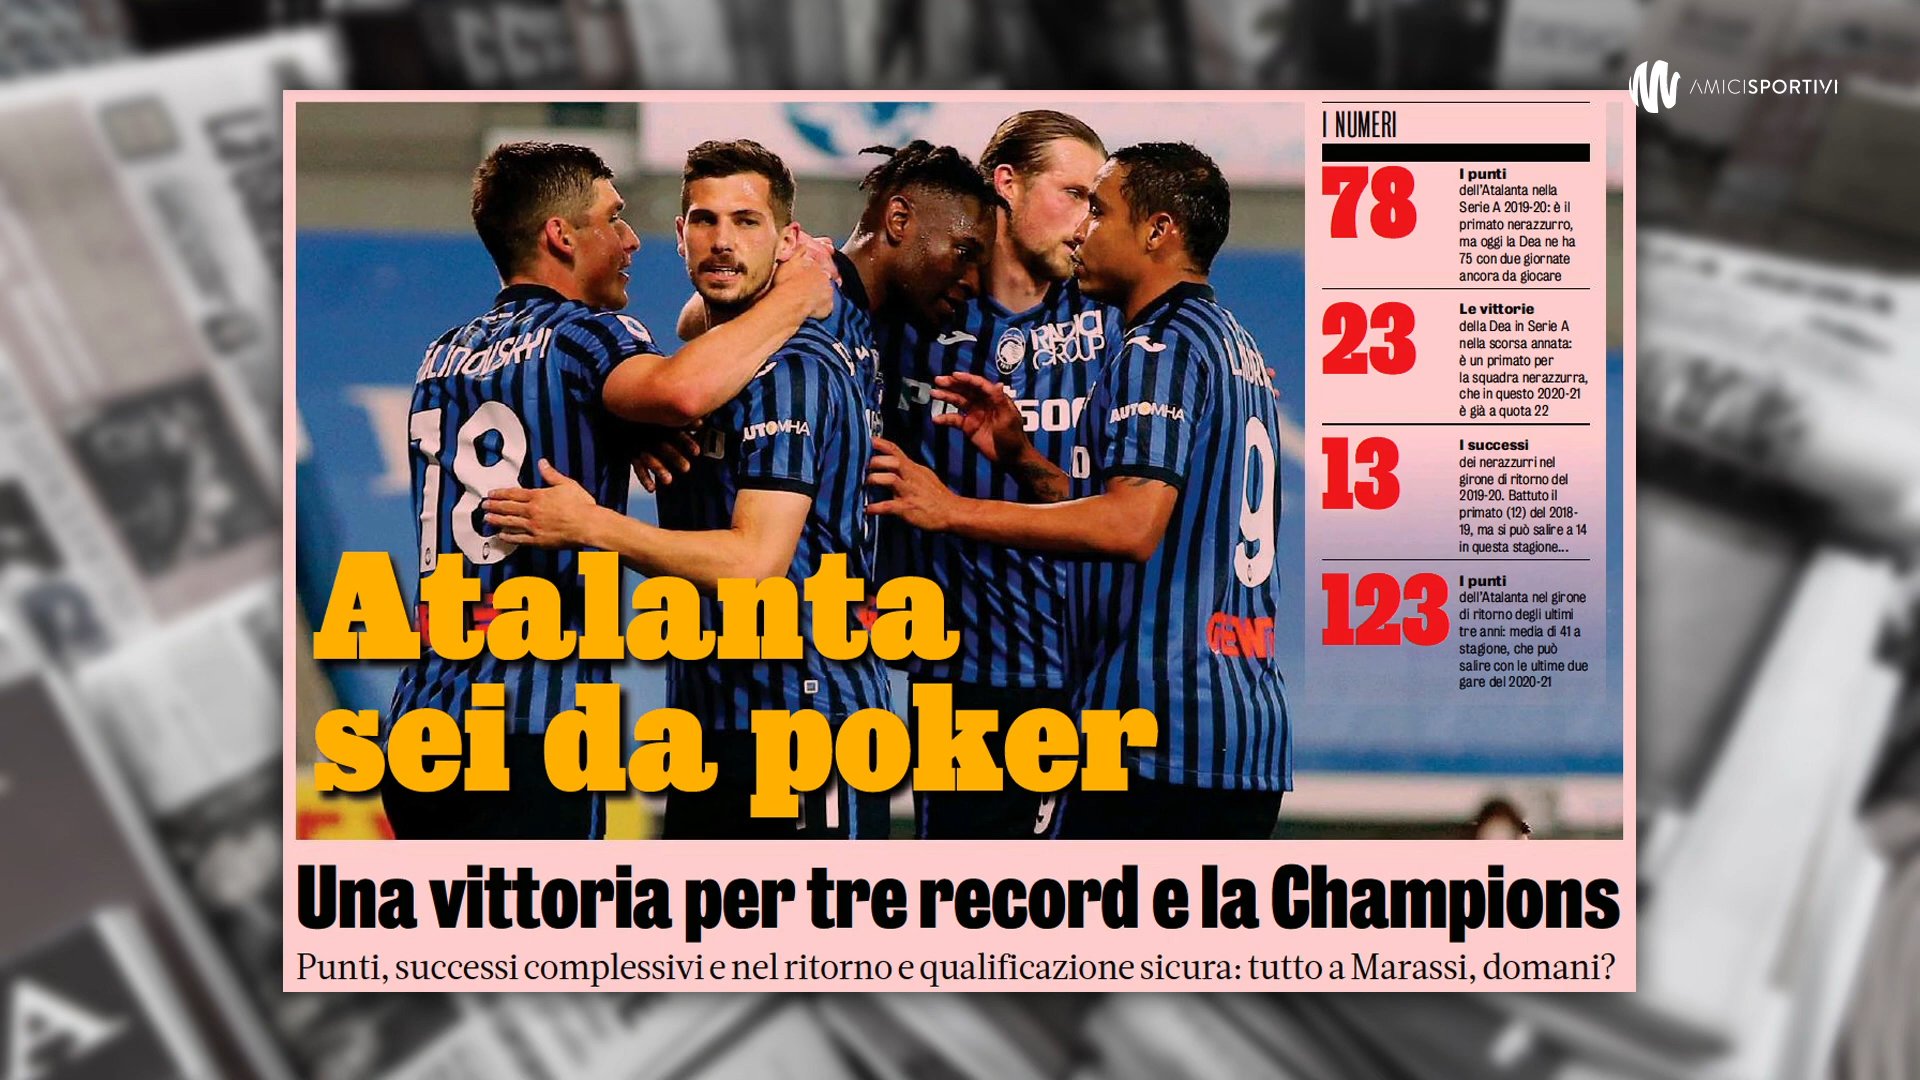 AMICISPORTIVI
I NUMERI
78
I punti
dell'Atalanta nella
Serie A 2019-20: è il
primato nerazzurro,
ma oggi la Dea ne ha
75 con due giornate
ancora da giocare
23
Le vittorie
della Dea in Serie A
nella scorsa annata:
è un primato per
la squadra nerazzurra,
che in questo 2020-21
è già a quota 22
13
I successi
dei nerazzurri nel
girone di ritorno del
2019-20. Battuto il
primato (12) del 2018-
19, ma si può salire a 14
in questa stagione...
123
I punti
dell'Atalanta nel girone
di ritorno degli ultimi
tre anni: media di 41 a
stagione, che può
salire con le ultime due
gare del 2020-21
RADICI
GROUP
AUTOMHA
18
9
Atalanta
sei da poker
Una vittoria per tre record e la Champions
Punti, successi complessivi e nel ritorno e qualificazione sicura: tutto a Marassi, domani?